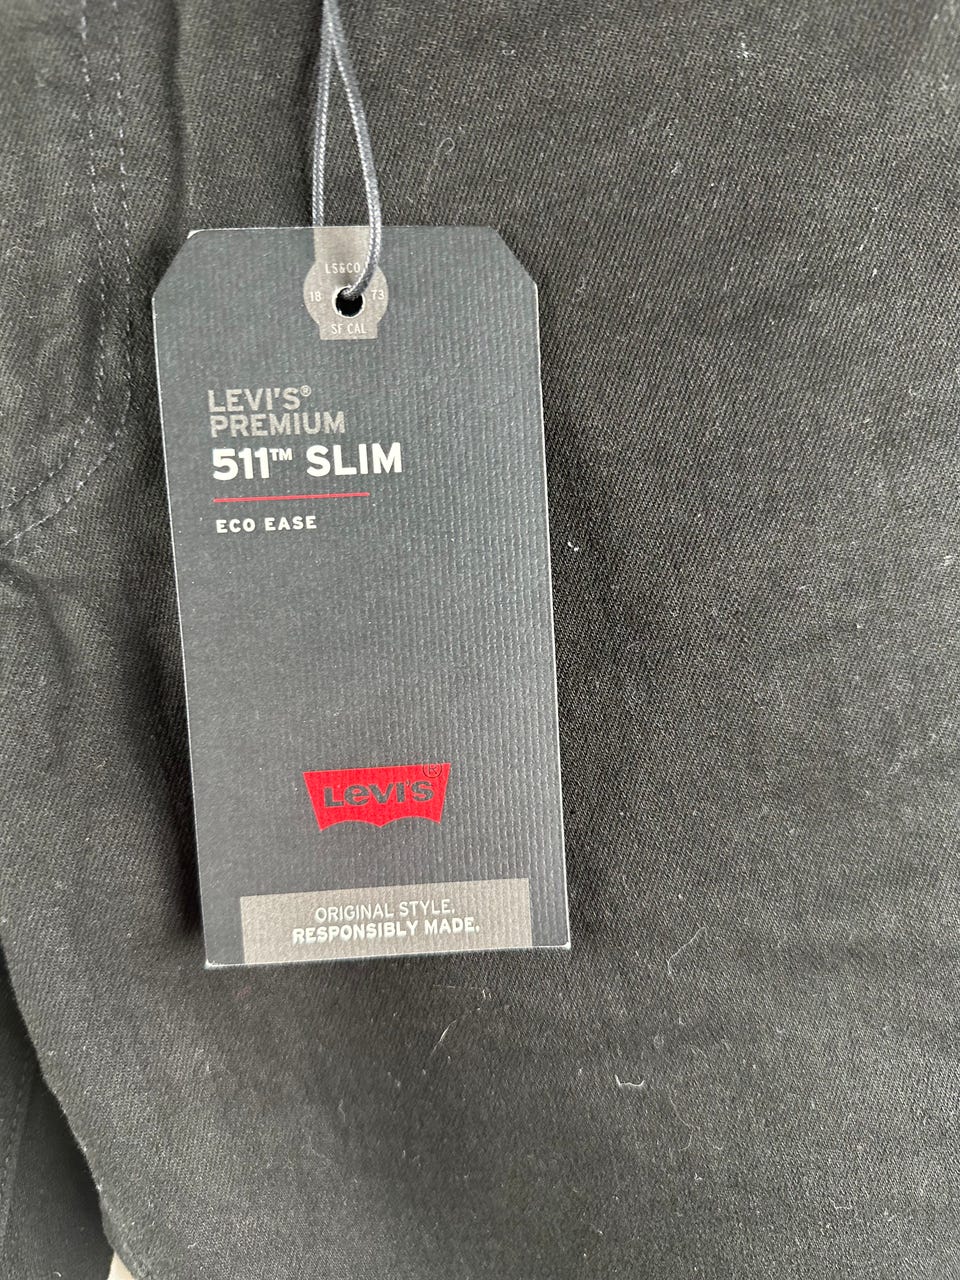 LS&CO
18 73
SF CAL
LEVI'S®
PREMIUM
511™ SLIM
ECO EASE
LEVI'S®
ORIGINAL STYLE.
RESPONSIBLY MADE.